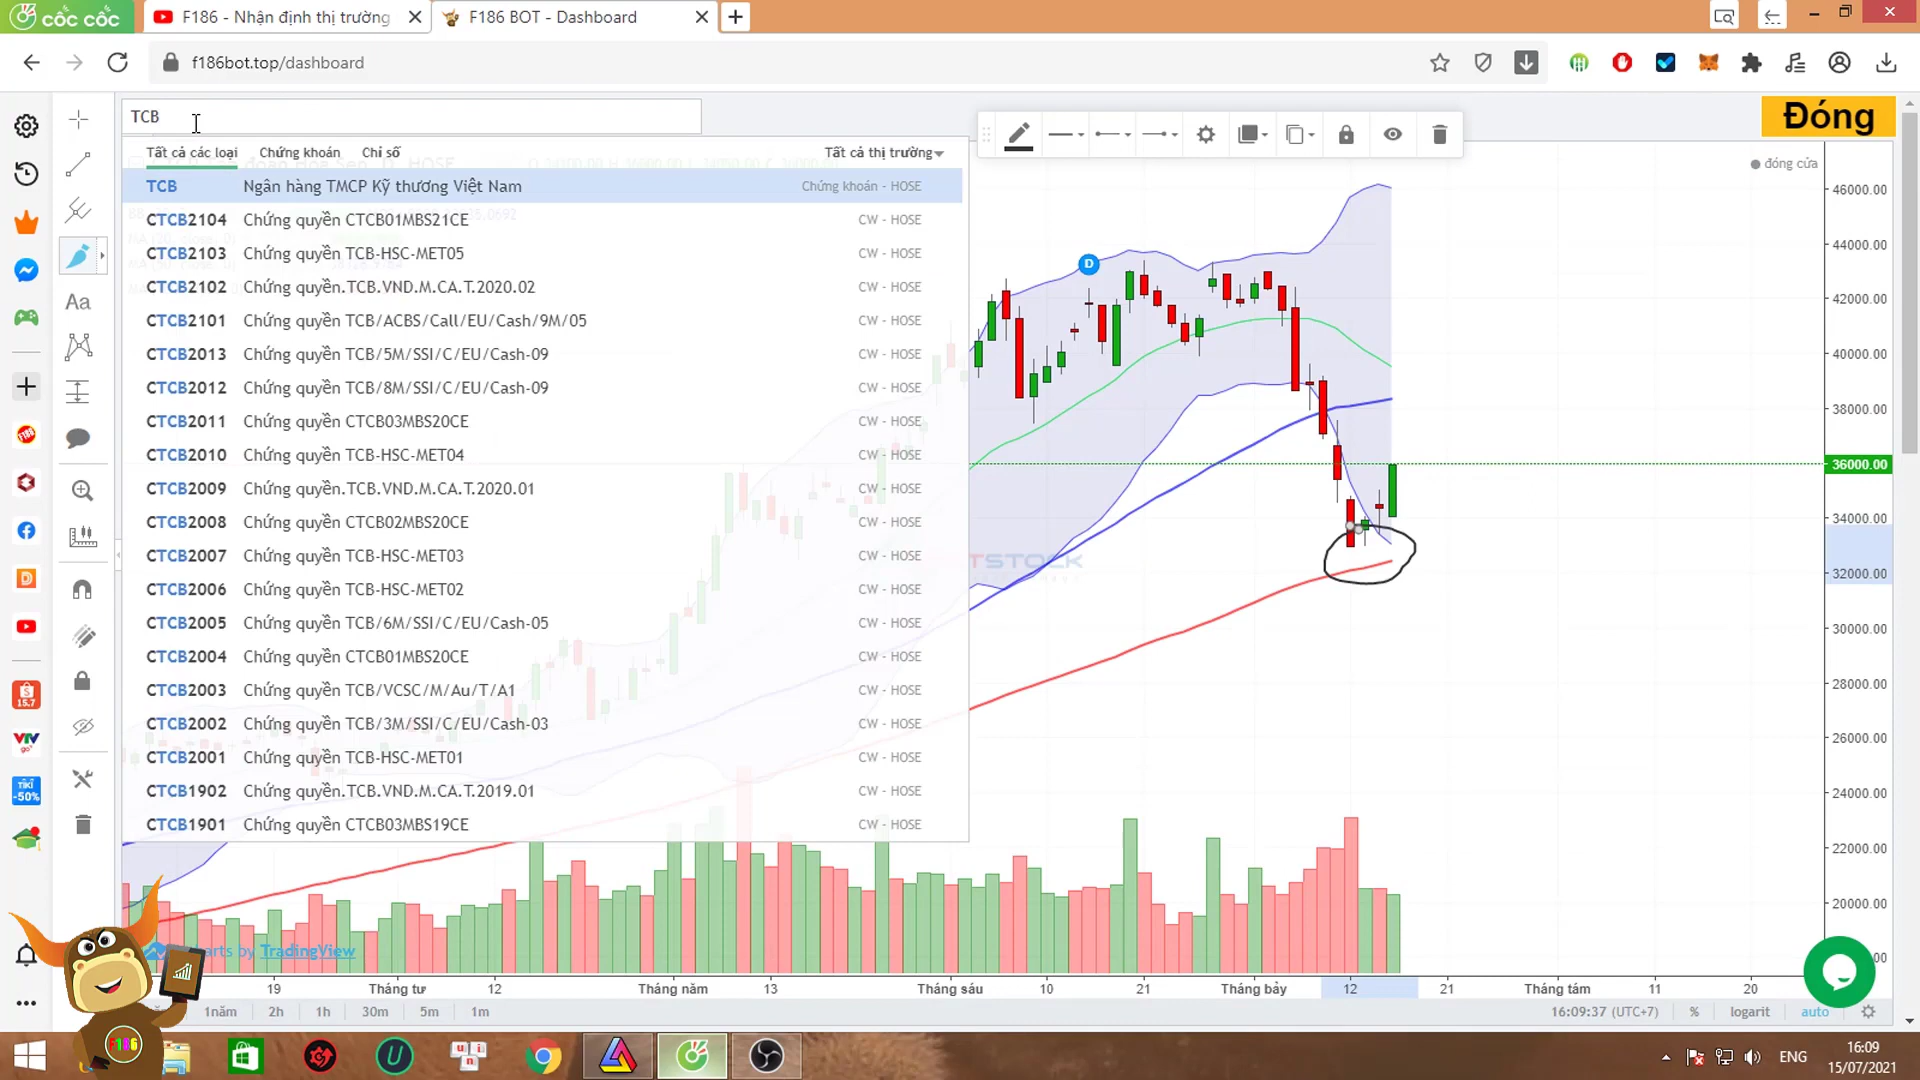 cốc cốc
F186 - Nhận định thị trường
F186 BOT - Dashboard
f186bot.top/dashboard
TCB
Đóng
Tất cả các loại Chứng khoán Chỉ số Tất cả thị trường
đóng cửa
TCB Ngân hàng TMCP Kỹ thương Việt Nam Chứng khoán - HOSE
CTCB2104 Chứng quyền CTCB01MBS21CE CW - HOSE
CTCB2103 Chứng quyền TCB-HSC-MET05 CW - HOSE
CTCB2102 Chứng quyền.TCB.VND.M.CA.T.2020.02 CW - HOSE
CTCB2101 Chứng quyền TCB/ACBS/Call/EU/Cash/9M/05 CW - HOSE
CTCB2013 Chứng quyền TCB/5M/SSI/C/EU/Cash-09 CW - HOSE
CTCB2012 Chứng quyền TCB/8M/SSI/C/EU/Cash-09 CW - HOSE
CTCB2011 Chứng quyền CTCB03MBS20CE CW - HOSE
CTCB2010 Chứng quyền TCB-HSC-MET04 CW - HOSE
CTCB2009 Chứng quyền.TCB.VND.M.CA.T.2020.01 CW - HOSE
CTCB2008 Chứng quyền CTCB02MBS20CE CW - HOSE
CTCB2007 Chứng quyền TCB-HSC-MET03 CW - HOSE
CTCB2006 Chứng quyền TCB-HSC-MET02 CW - HOSE
CTCB2005 Chứng quyền TCB/6M/SSI/C/EU/Cash-05 CW - HOSE
CTCB2004 Chứng quyền CTCB01MBS20CE CW - HOSE
CTCB2003 Chứng quyền TCB/VCSC/M/Au/T/A1 CW - HOSE
CTCB2002 Chứng quyền TCB/3M/SSI/C/EU/Cash-03 CW - HOSE
CTCB2001 Chứng quyền TCB-HSC-MET01 CW - HOSE
CTCB1902 Chứng quyền.TCB.VND.M.CA.T.2019.01 CW - HOSE
CTCB1901 Chứng quyền CTCB03MBS19CE CW - HOSE
Aa
D
TSTOCK
46000.00
44000.00
42000.00
40000.00
38000.00
36000.00
34000.00
32000.00
30000.00
28000.00
26000.00
24000.00
22000.00
20000.00
15.7
VTV
go
TIKI
-50%
arts by TradingView
19 Tháng tư 12 Tháng năm 13 Tháng sáu 10 21 Tháng bảy 12 21 Tháng tám 11 20
1năm 2h 1h 30m 5m 1m
16:09:37 (UTC+7) % logarit auto
F186
ENG
16:09
15/07/2021